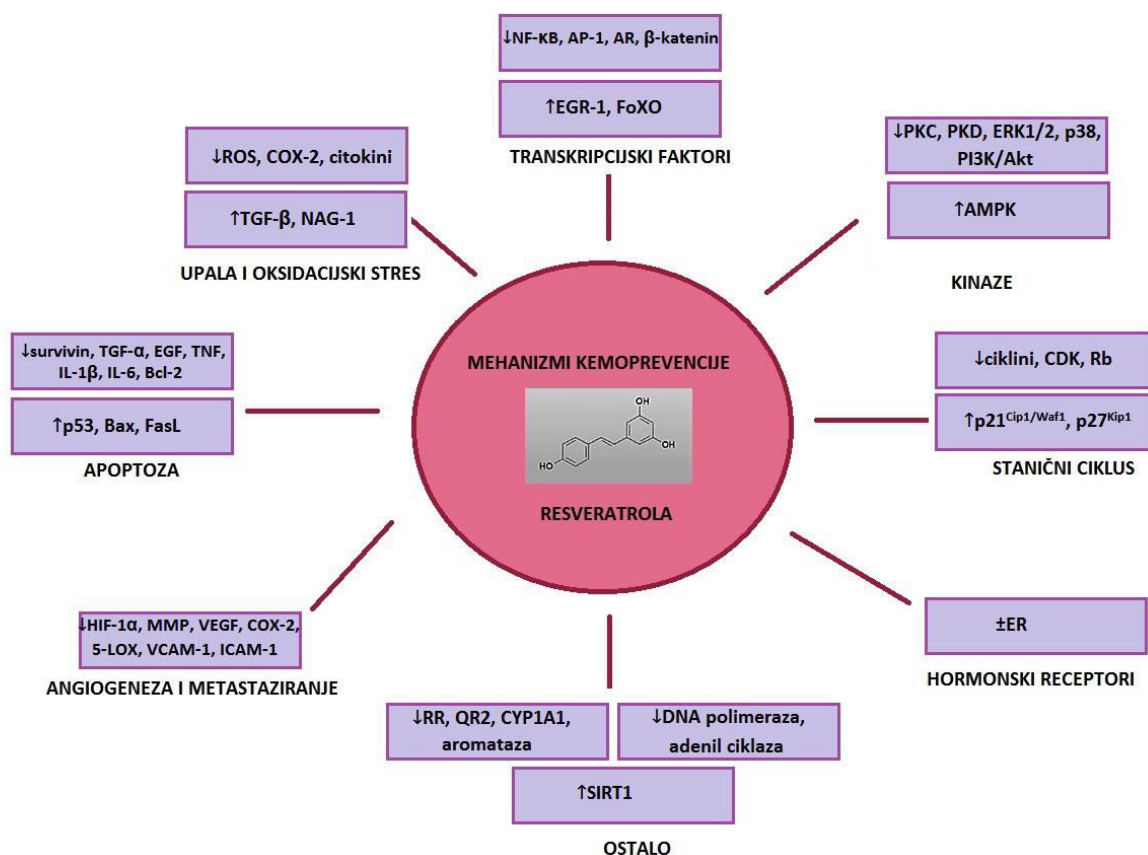 ↓NF-κB, AP-1, AR, β-katenin
↑EGR-1, FoXO
TRANSKRIPCIJSKI FAKTORI
↓PKC, PKD, ERK1/2, p38,
PI3K/Akt
↑AMPK
KINAZE
↓ROS, COX-2, citokini
↑TGF-β, NAG-1
UPALA I OKSIDACIJSKI STRES
↓survivin, TGF-α, EGF, TNF,
IL-1β, IL-6, Bcl-2
↑p53, Bax, FasL
APOPTOZA
MEHANIZMI KEMOPREVENCIJE
OH
OH
HO
RESVERATROLA
↓ciklini, CDK, Rb
↑p21Cip1/Waf1, p27Kip1
STANIČNI CIKLUS
↓HIF-1α, MMP, VEGF, COX-2,
5-LOX, VCAM-1, ICAM-1
ANGIOGENEZA I METASTAZIRANJE
±ER
HORMONSKI RECEPTORI
↓RR, QR2, CYP1A1,
aromataza
↓DNA polimeraza,
adenil ciklaza
↑SIRT1
OSTALO